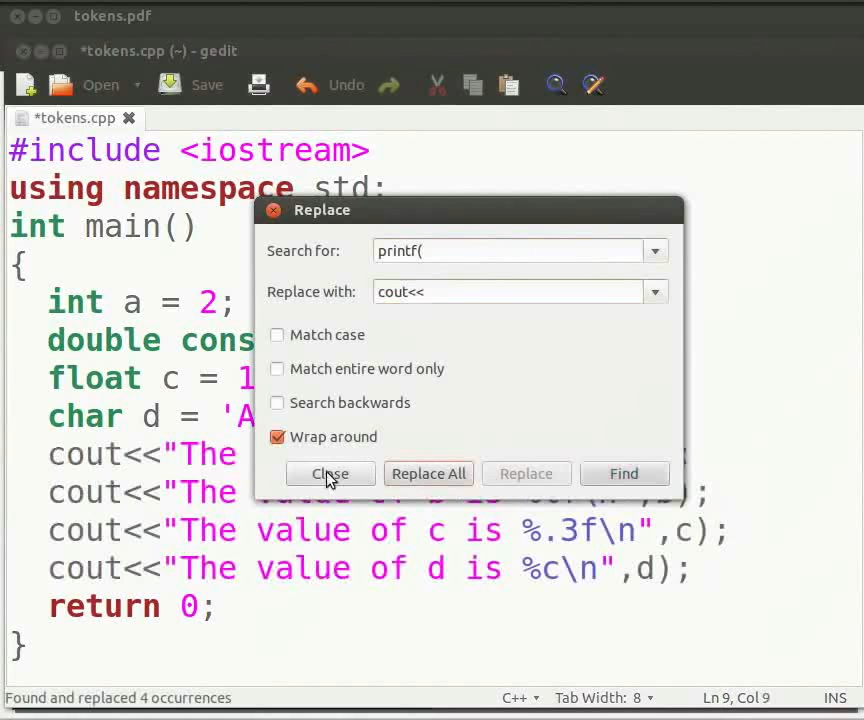 tokens.pdf
*tokens.cpp (~) - gedit
Open Save Undo
*tokens.cpp
#include <iostream>
using namespace std;
int main()
{
int a = 2;
double cons
float c = 1
char d = 'A
cout<<"The
cout<<"The value of b is
,b);
cout<<"The value of c is %.3f\n",c);
cout<<"The value of d is %c\n",d);
return 0;
}
Replace
Search for: printf(
Replace with: cout<<
Match case
Match entire word only
Search backwards
Wrap around
Close Replace All Replace Find
Found and replaced 4 occurrences C++ Tab Width: 8 Ln 9, Col 9 INS